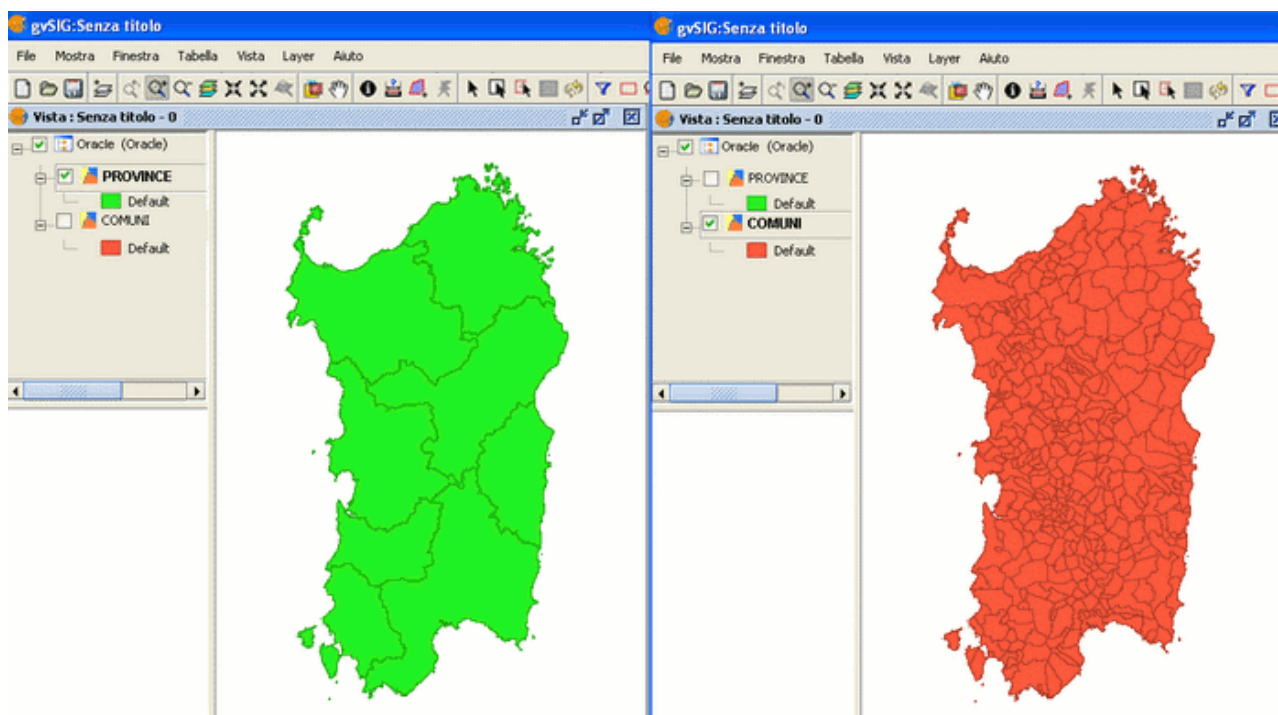 gvSIG:Senza titolo
File Mostra Finestra Tabella Vista Layer Aiuto
Vista : Senza titolo - 0
Oracle (Oracle)
PROVINCE
Default
COMUNI
Default
gvSIG:Senza titolo
File Mostra Finestra Tabella Vista Layer Aiuto
Vista : Senza titolo - 0
Oracle (Oracle)
PROVINCE
Default
COMUNI
Default